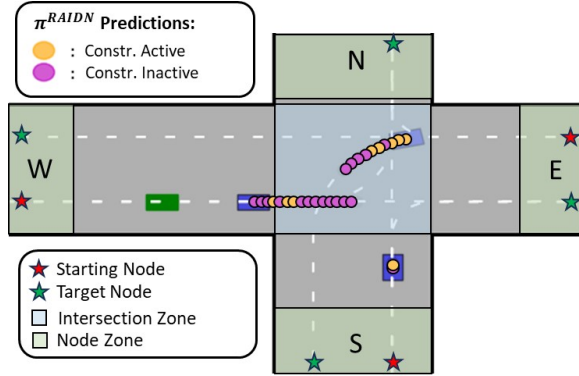 π^RAIDN Predictions:
: Constr. Active
: Constr. Inactive
N
W
E
S
Starting Node
Target Node
Intersection Zone
Node Zone